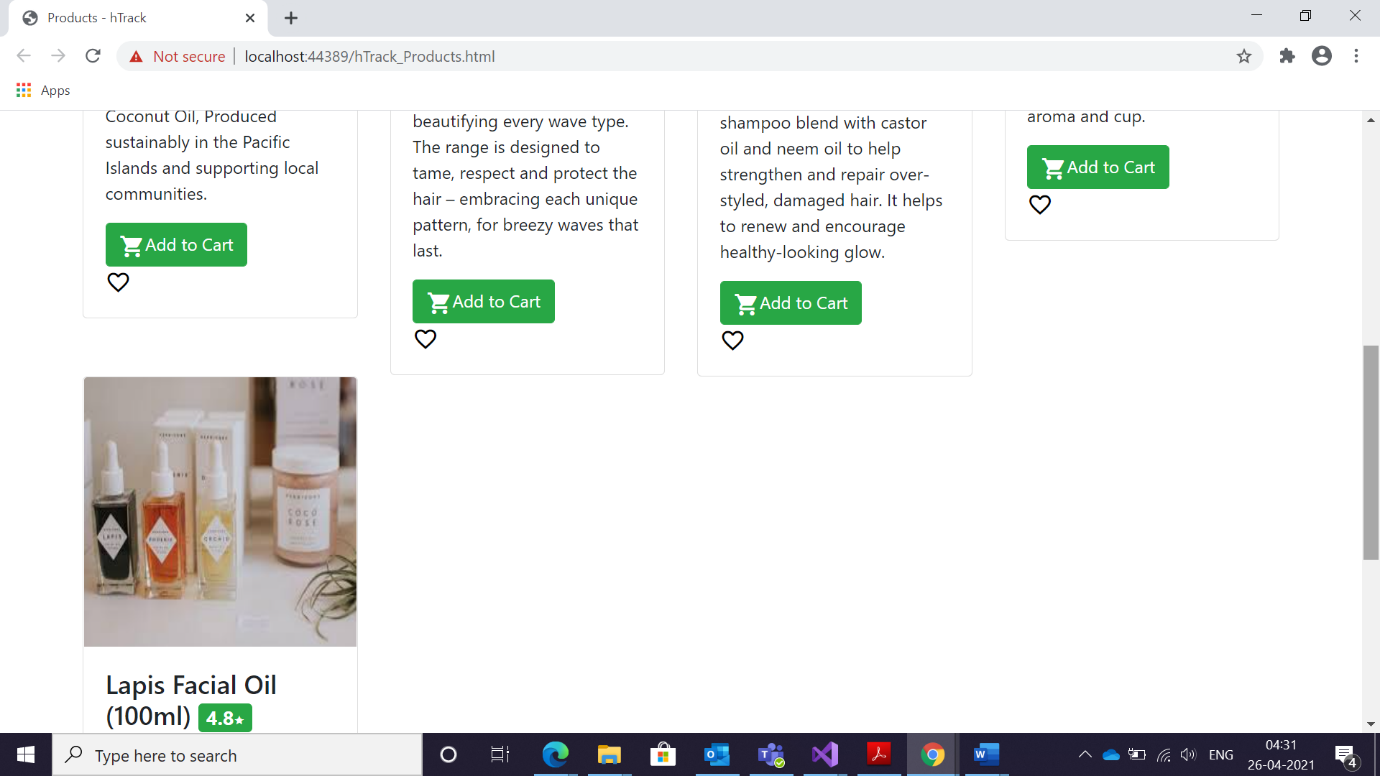 Products - hTrack
Not secure
localhost:44389/hTrack_Products.html
Apps
Coconut Oil, Produced
sustainably in the Pacific
Islands and supporting local
communities.
Add to Cart
beautifying every wave type.
The range is designed to
tame, respect and protect the
hair – embracing each unique
pattern, for breezy waves that
last.
Add to Cart
shampoo blend with castor
oil and neem oil to help
strengthen and repair over-
styled, damaged hair. It helps
to renew and encourage
healthy-looking glow.
Add to Cart
aroma and cup.
Add to Cart
ROSE
LAPIS
PHOENIX
ORCHID
HERBIVORE
COCO
ROSE
Lapis Facial Oil
(100ml) 4.8★
Type here to search
ENG
04:31
26-04-2021
4